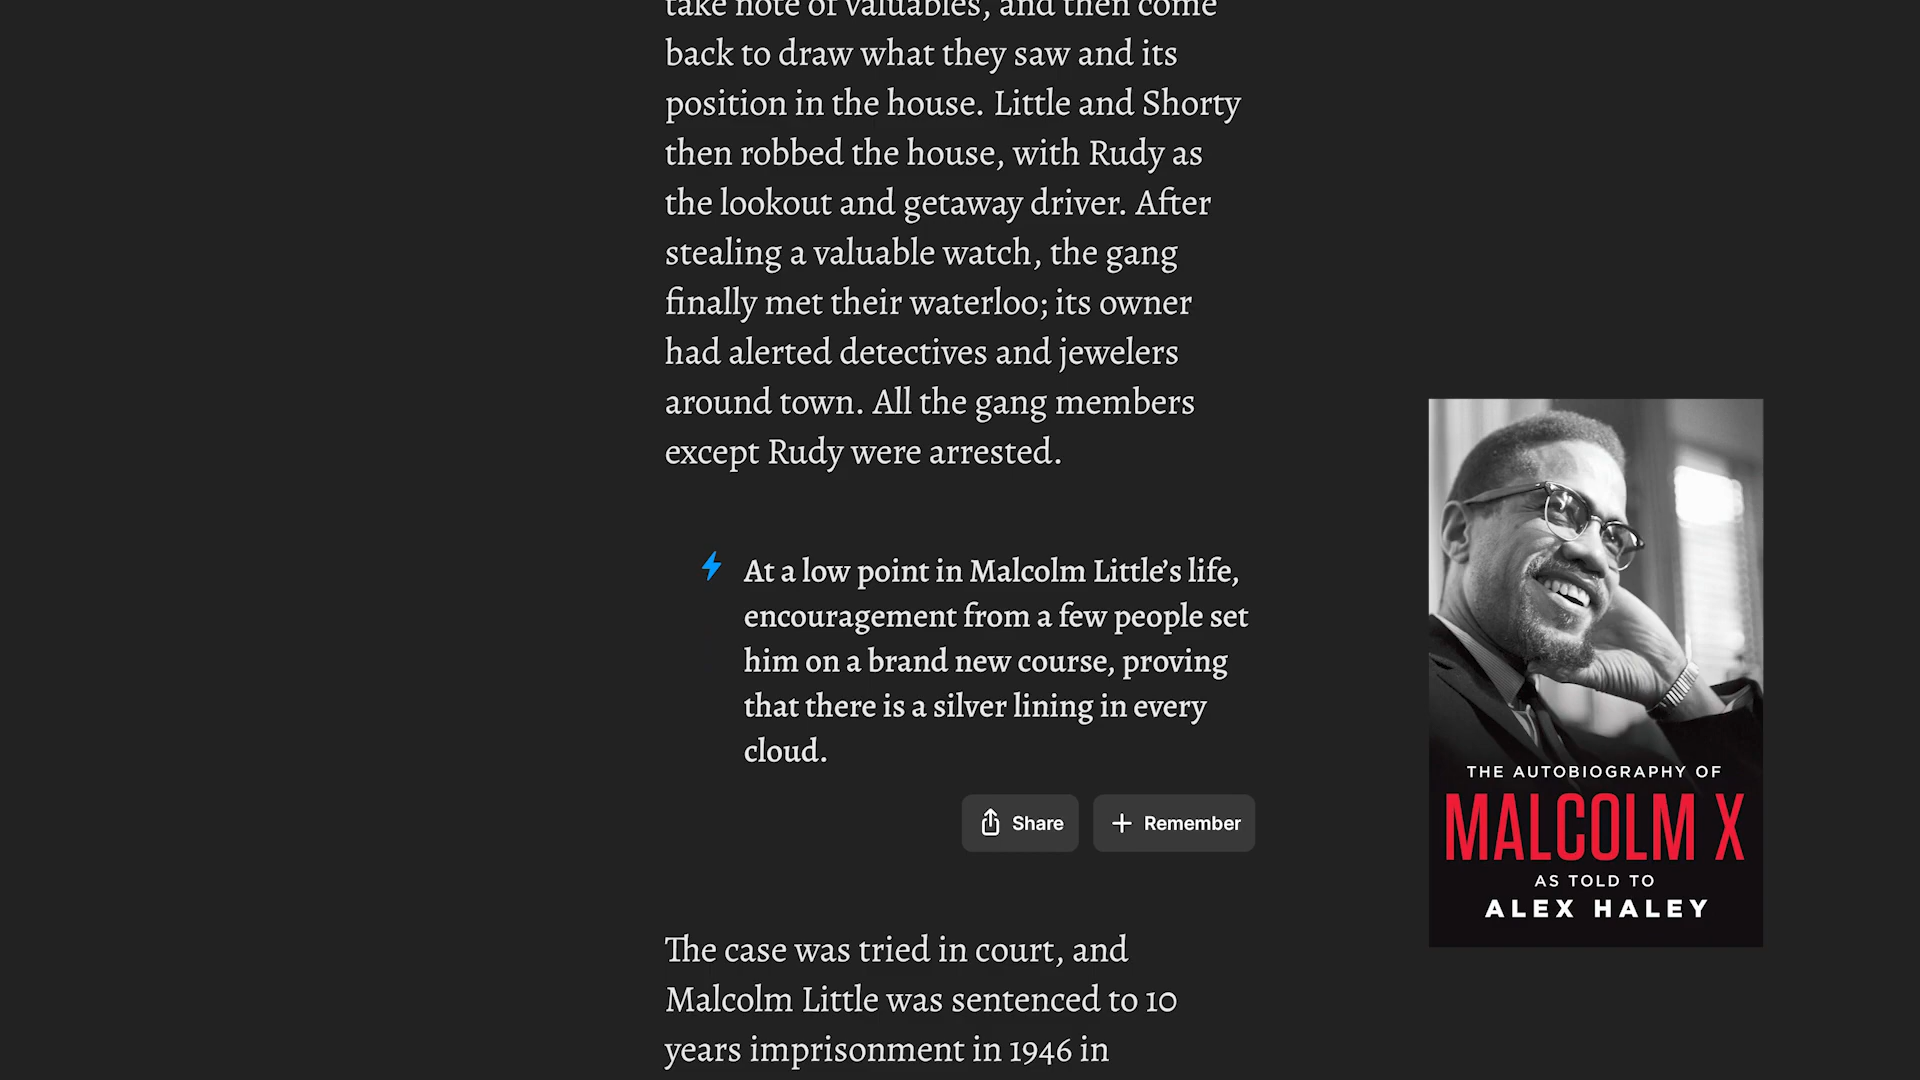 take note of valuables, and then come
back to draw what they saw and its
position in the house. Little and Shorty
then robbed the house, with Rudy as
the lookout and getaway driver. After
stealing a valuable watch, the gang
finally met their waterloo; its owner
had alerted detectives and jewelers
around town. All the gang members
except Rudy were arrested.
At a low point in Malcolm Little’s life,
encouragement from a few people set
him on a brand new course, proving
that there is a silver lining in every
cloud.
Share
Remember
The case was tried in court, and
Malcolm Little was sentenced to 10
years imprisonment in 1946 in
THE AUTOBIOGRAPHY OF
MALCOLM X
AS TOLD TO
ALEX HALEY